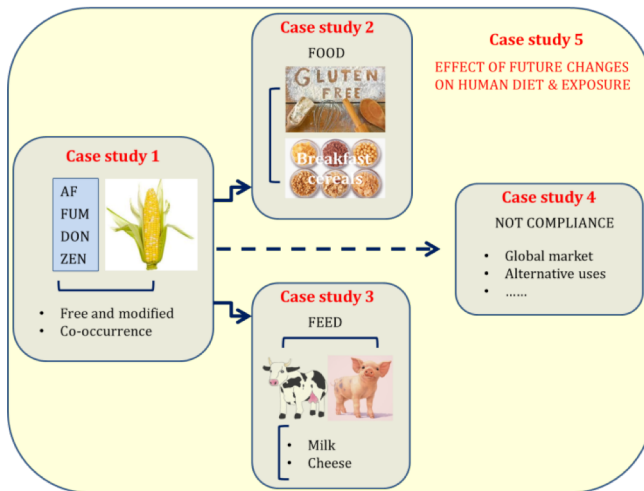 Case study 1
AF
FUM
DON
ZEN
• Free and modified
• Co-occurrence
Case study 2
FOOD
GLUTEN
FREE
Breakfast
cereals
Case study 3
FEED
• Milk
• Cheese
Case study 4
NOT COMPLIANCE
• Global market
• Alternative uses
• ......
Case study 5
EFFECT OF FUTURE CHANGES
ON HUMAN DIET & EXPOSURE